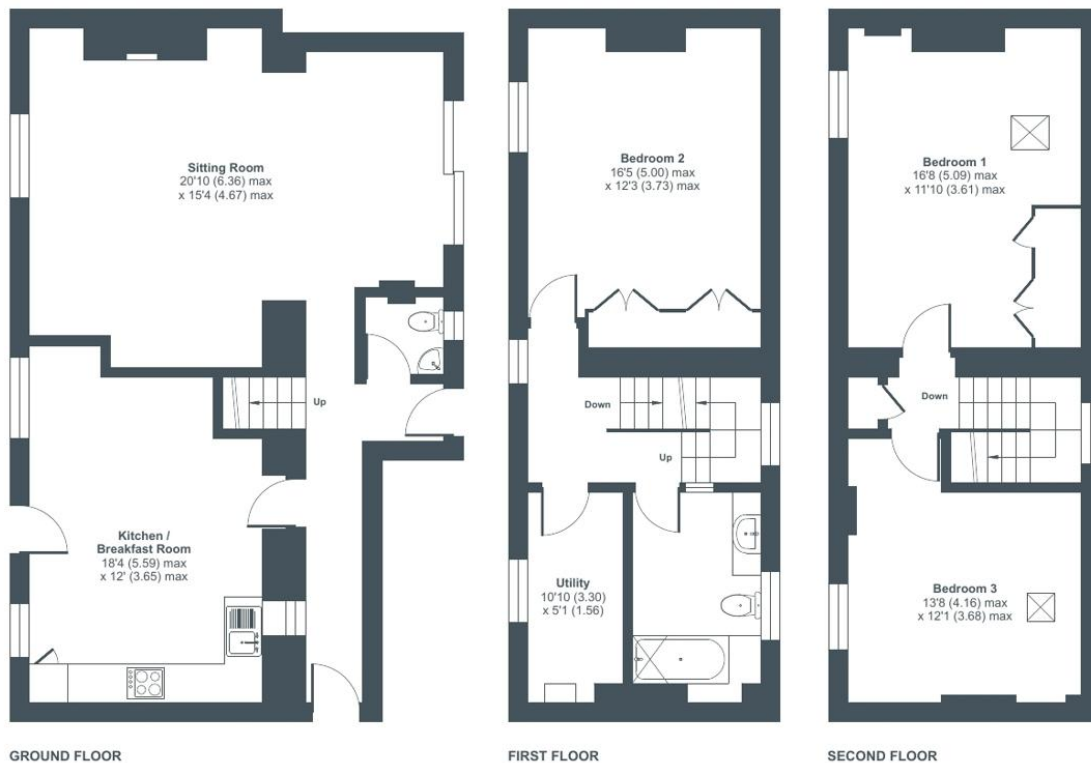 Sitting Room
20'10 (6.36) max
x 15'4 (4.67) max
Up
Kitchen /
Breakfast Room
18'4 (5.59) max
x 12' (3.65) max
GROUND FLOOR
Bedroom 2
16'5 (5.00) max
x 12'3 (3.73) max
Down
Up
Utility
10'10 (3.30)
x 5'1 (1.56)
FIRST FLOOR
Bedroom 1
16'8 (5.09) max
x 11'10 (3.61) max
Down
Bedroom 3
13'8 (4.16) max
x 12'1 (3.68) max
SECOND FLOOR